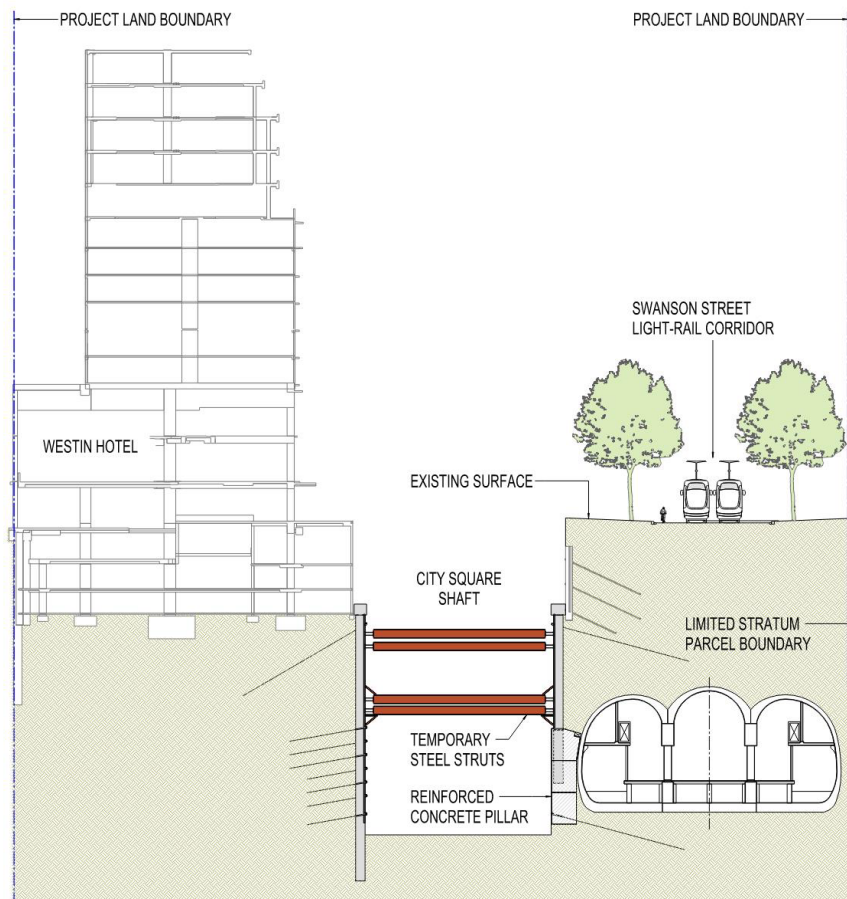 PROJECT LAND BOUNDARY
PROJECT LAND BOUNDARY
SWANSON STREET
LIGHT-RAIL CORRIDOR
WESTIN HOTEL
EXISTING SURFACE
CITY SQUARE
SHAFT
LIMITED STRATUM
PARCEL BOUNDARY
TEMPORARY
STEEL STRUTS
REINFORCED
CONCRETE PILLAR